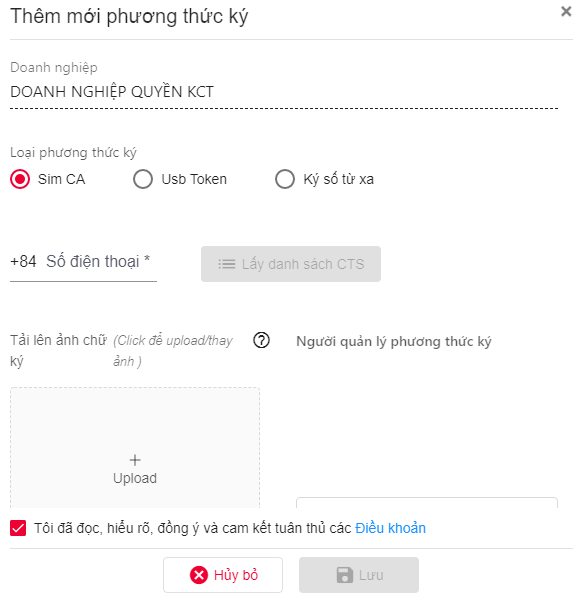 Thêm mới phương thức ký
Doanh nghiệp
DOANH NGHIỆP QUYỀN KCT
Loại phương thức ký
Sim CA Usb Token Ký số từ xa
+84 Số điện thoại * Lấy danh sách CTS
Tải lên ảnh chữ ký (Click để upload/thay ảnh )
Người quản lý phương thức ký
Upload
Tôi đã đọc, hiểu rõ, đồng ý và cam kết tuân thủ các Điều khoản
Hủy bỏ Lưu